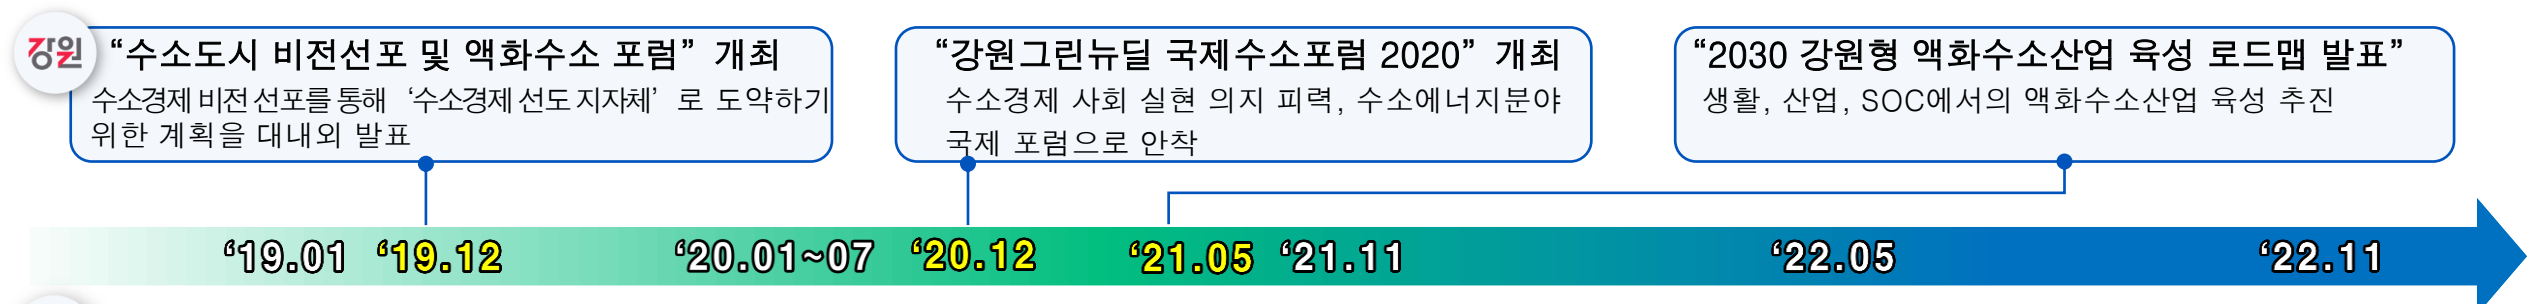 강원
“수소도시 비전선포 및 액화수소 포럼” 개최
수소경제 비전 선포를 통해 ‘수소경제 선도 지자체’ 로 도약하기
위한 계획을 대내외 발표
“강원그린뉴딜 국제수소포럼 2020” 개최
수소경제 사회 실현 의지 피력, 수소에너지분야
국제 포럼으로 안착
“2030 강원형 액화수소산업 육성 로드맵 발표”
생활, 산업, SOC에서의 액화수소산업 육성 추진
‘19.01 ‘19.12 ‘20.01~07 ‘20.12 ‘21.05 ‘21.11 ‘22.05 ‘22.11